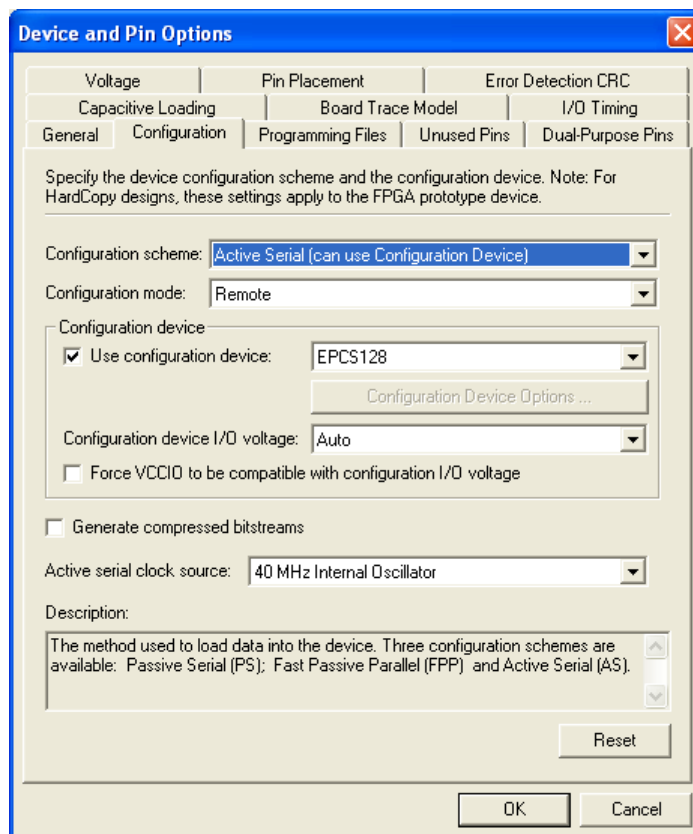 Device and Pin Options
Voltage Pin Placement Error Detection CRC
Capacitive Loading Board Trace Model I/O Timing
General Configuration Programming Files Unused Pins Dual-Purpose Pins
Specify the device configuration scheme and the configuration device. Note: For
HardCopy designs, these settings apply to the FPGA prototype device.
Configuration scheme: Active Serial (can use Configuration Device)
Configuration mode: Remote
Configuration device
Use configuration device: EPCS128
Configuration Device Options ...
Configuration device I/O voltage: Auto
Force VCCIO to be compatible with configuration I/O voltage
Generate compressed bitstreams
Active serial clock source: 40 MHz Internal Oscillator
Description:
The method used to load data into the device. Three configuration schemes are
available: Passive Serial (PS); Fast Passive Parallel (FPP) and Active Serial (AS).
Reset
OK Cancel